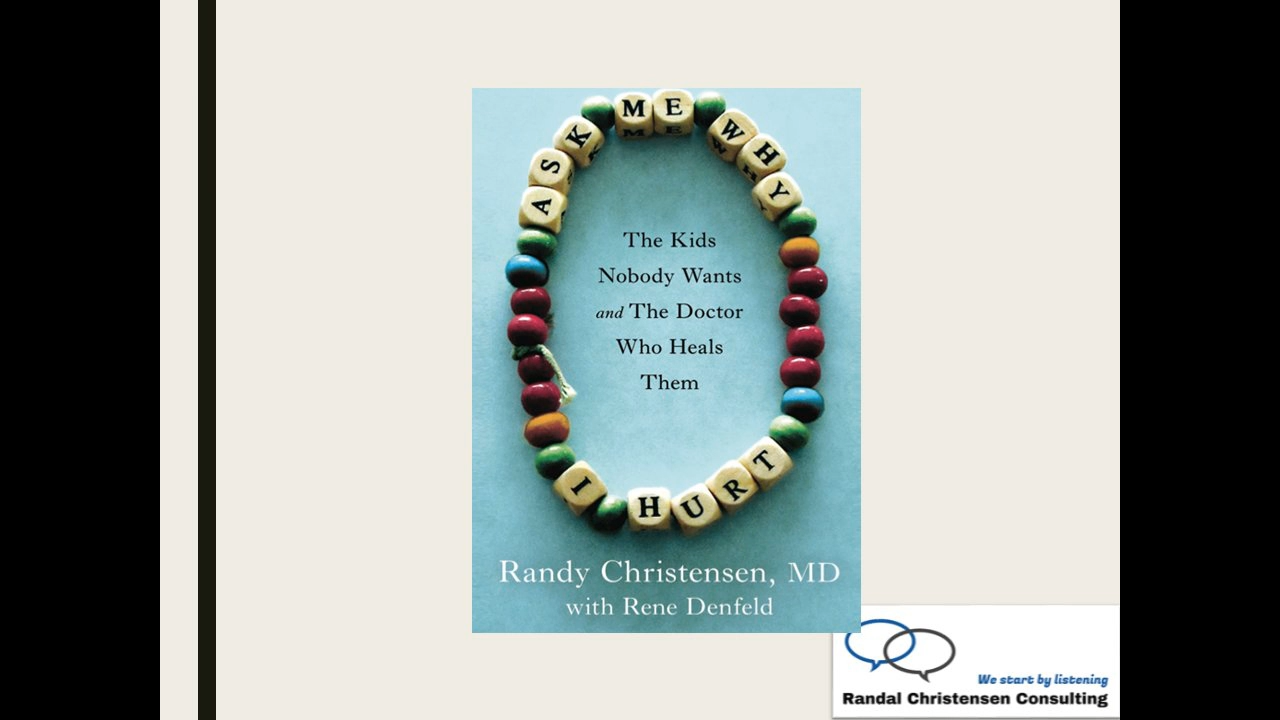 ASK ME WHY
I HURT
The Kids
Nobody Wants
and The Doctor
Who Heals
Them
Randy Christensen, MD
with Rene Denfeld
We start by listening
Randal Christensen Consulting